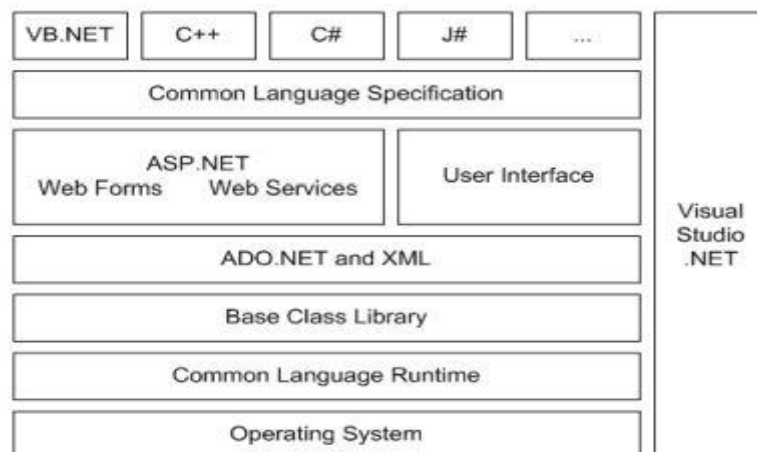 VB.NET C++ C# J# ...
Common Language Specification
ASP.NET
Web Forms Web Services
User Interface
ADO.NET and XML
Base Class Library
Common Language Runtime
Operating System
Visual
Studio
.NET